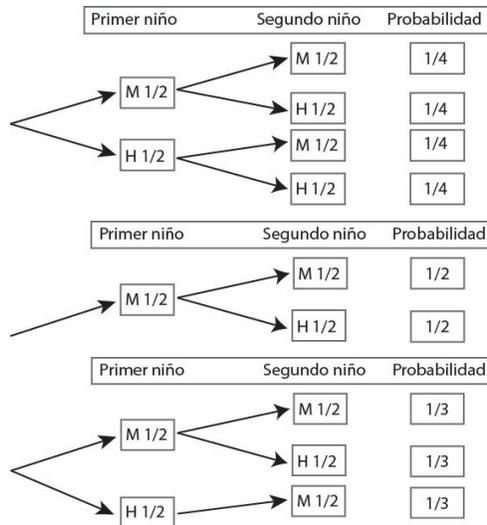 Primer niño Segundo niño Probabilidad
M 1/2 1/4
M 1/2
H 1/2 1/4
M 1/2 1/4
H 1/2
H 1/2 1/4
Primer niño Segundo niño Probabilidad
M 1/2 1/2
M 1/2
H 1/2 1/2
Primer niño Segundo niño Probabilidad
M 1/2 1/3
M 1/2
H 1/2 1/3
M 1/2 1/3
H 1/2